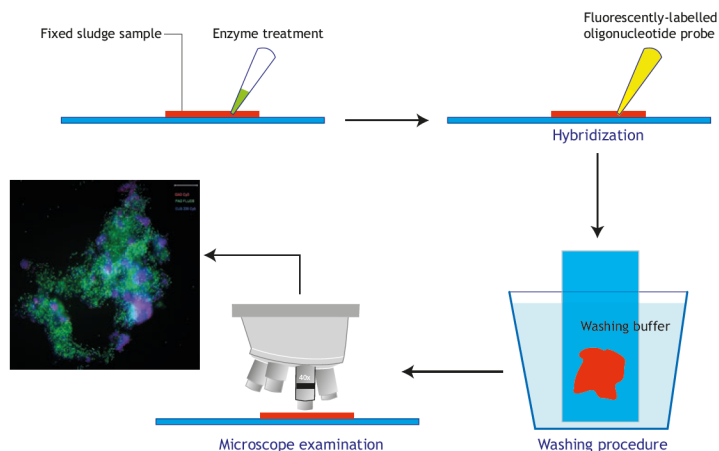 Fixed sludge sample
Enzyme treatment
Fluorescently-labelled
oligonucleotide probe
Hybridization
Washing buffer
40x
Microscope examination
Washing procedure